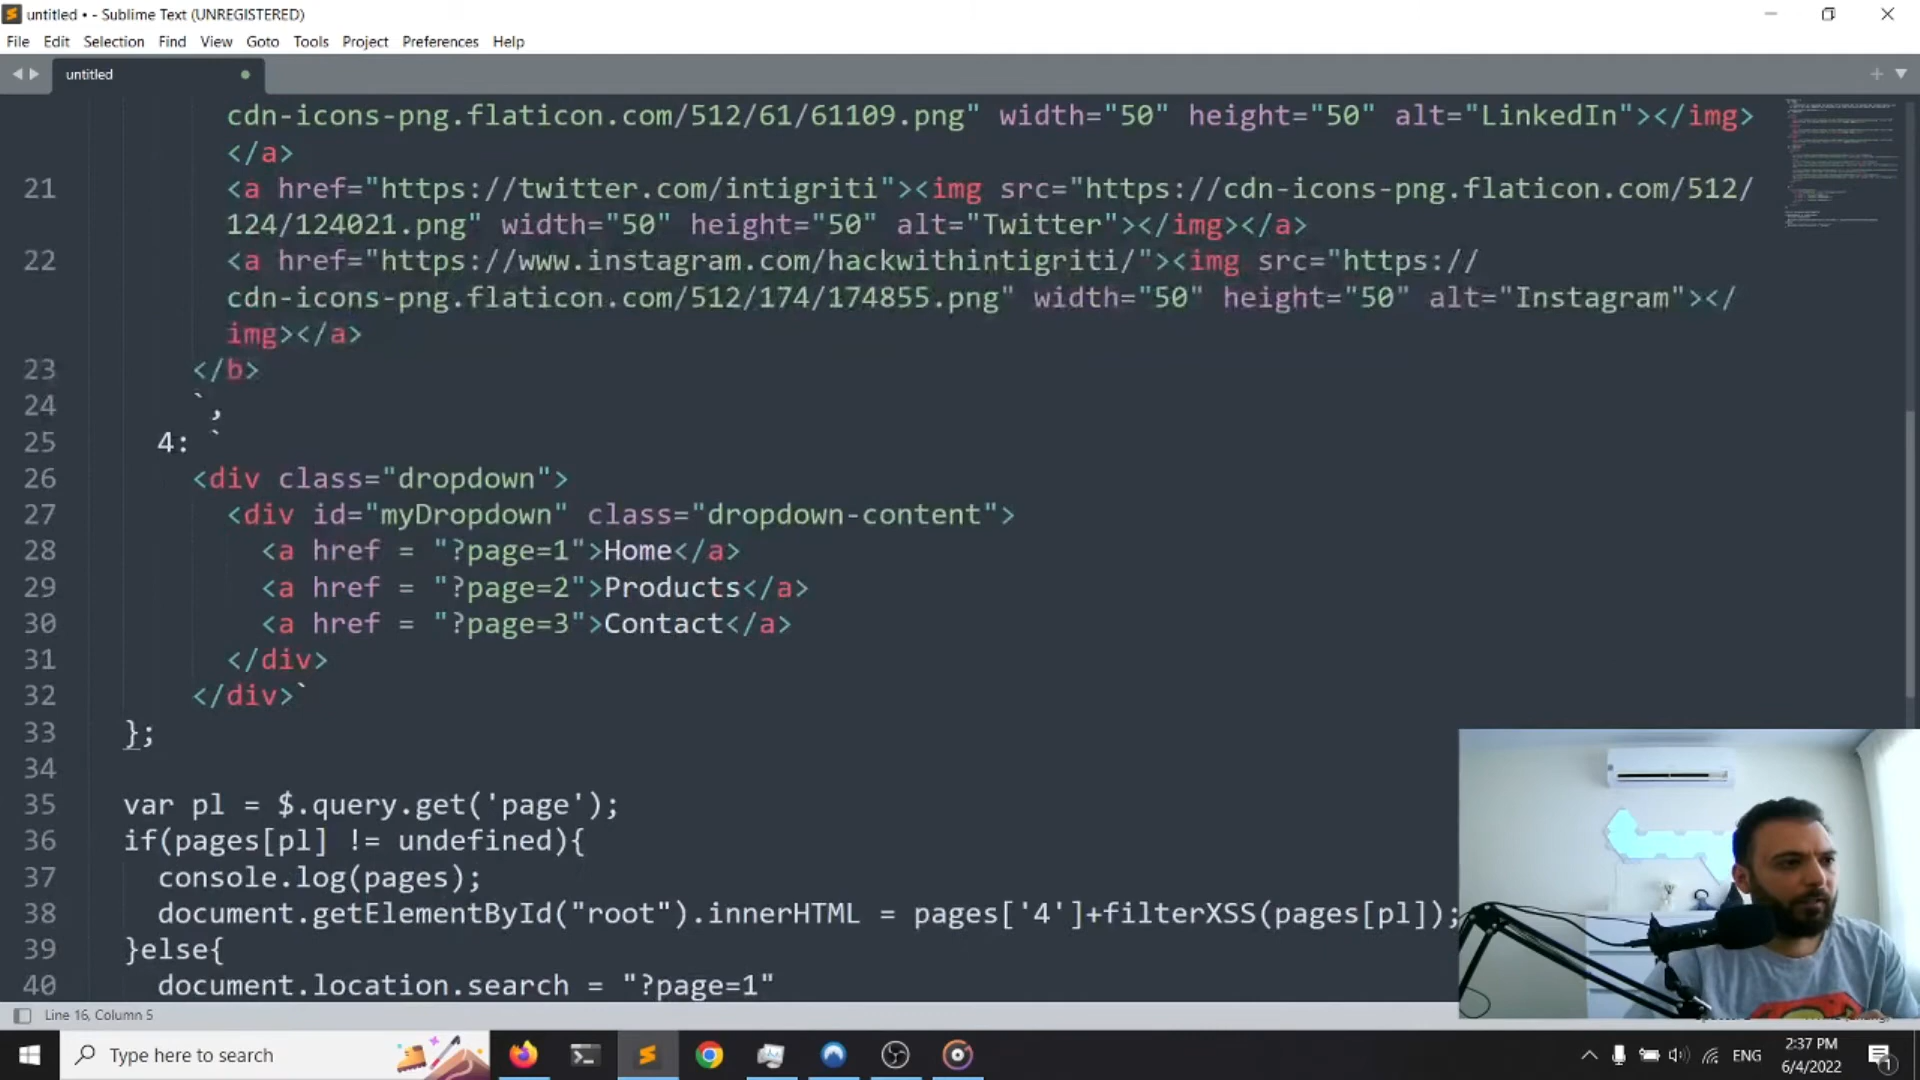 untitled • - Sublime Text (UNREGISTERED)
File Edit Selection Find View Goto Tools Project Preferences Help
untitled
cdn-icons-png.flaticon.com/512/61/61109.png" width="50" height="50" alt="LinkedIn"></img>
</a>
21 <a href="https://twitter.com/intigriti"><img src="https://cdn-icons-png.flaticon.com/512/
124/124021.png" width="50" height="50" alt="Twitter"></img></a>
22 <a href="https://www.instagram.com/hackwithintigriti/"><img src="https://
cdn-icons-png.flaticon.com/512/174/174855.png" width="50" height="50" alt="Instagram"></
img></a>
23 </b>
24 `,
25 4: `
26 <div class="dropdown">
27 <div id="myDropdown" class="dropdown-content">
28 <a href = "?page=1">Home</a>
29 <a href = "?page=2">Products</a>
30 <a href = "?page=3">Contact</a>
31 </div>
32 </div>`
33 };
34
35 var pl = $.query.get('page');
36 if(pages[pl] != undefined){
37 console.log(pages);
38 document.getElementById("root").innerHTML = pages['4']+filterXSS(pages[pl]);
39 }else{
40 document.location.search = "?page=1"
Line 16, Column 5
Type here to search
ENG
2:37 PM
6/4/2022
1